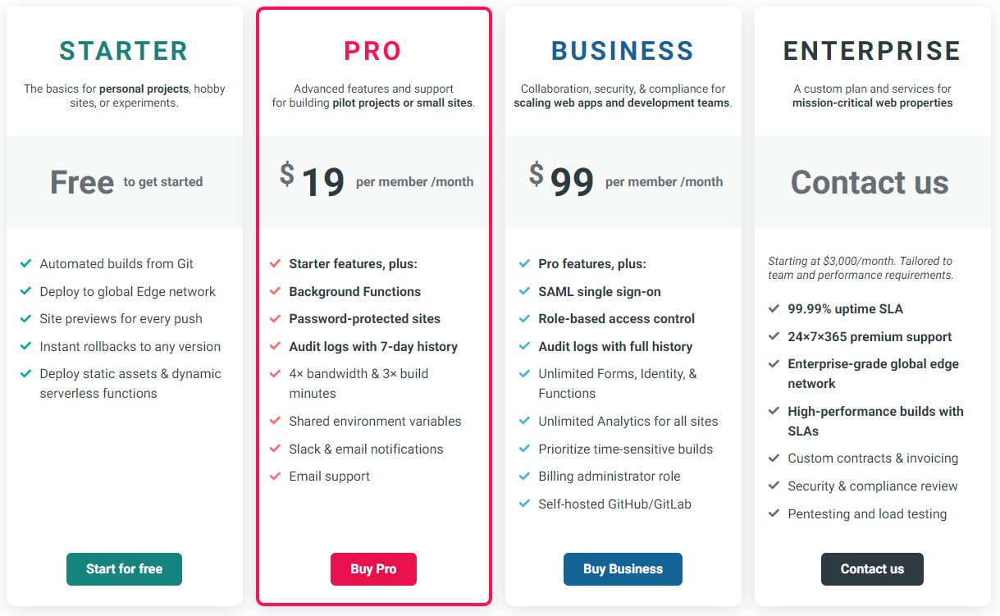 STARTER
The basics for personal projects, hobby
sites, or experiments.
Free to get started
Automated builds from Git
Deploy to global Edge network
Site previews for every push
Instant rollbacks to any version
Deploy static assets & dynamic
serverless functions
Start for free
PRO
Advanced features and support
for building pilot projects or small sites.
$ 19 per member /month
Starter features, plus:
Background Functions
Password-protected sites
Audit logs with 7-day history
4× bandwidth & 3× build
minutes
Shared environment variables
Slack & email notifications
Email support
Buy Pro
BUSINESS
Collaboration, security, & compliance for
scaling web apps and development teams.
$ 99 per member /month
Pro features, plus:
SAML single sign-on
Role-based access control
Audit logs with full history
Unlimited Forms, Identity, &
Functions
Unlimited Analytics for all sites
Prioritize time-sensitive builds
Billing administrator role
Self-hosted GitHub/GitLab
Buy Business
ENTERPRISE
A custom plan and services for
mission-critical web properties
Contact us
Starting at $3,000/month. Tailored to
team and performance requirements.
99.99% uptime SLA
24×7×365 premium support
Enterprise-grade global edge
network
High-performance builds with
SLAs
Custom contracts & invoicing
Security & compliance review
Pentesting and load testing
Contact us